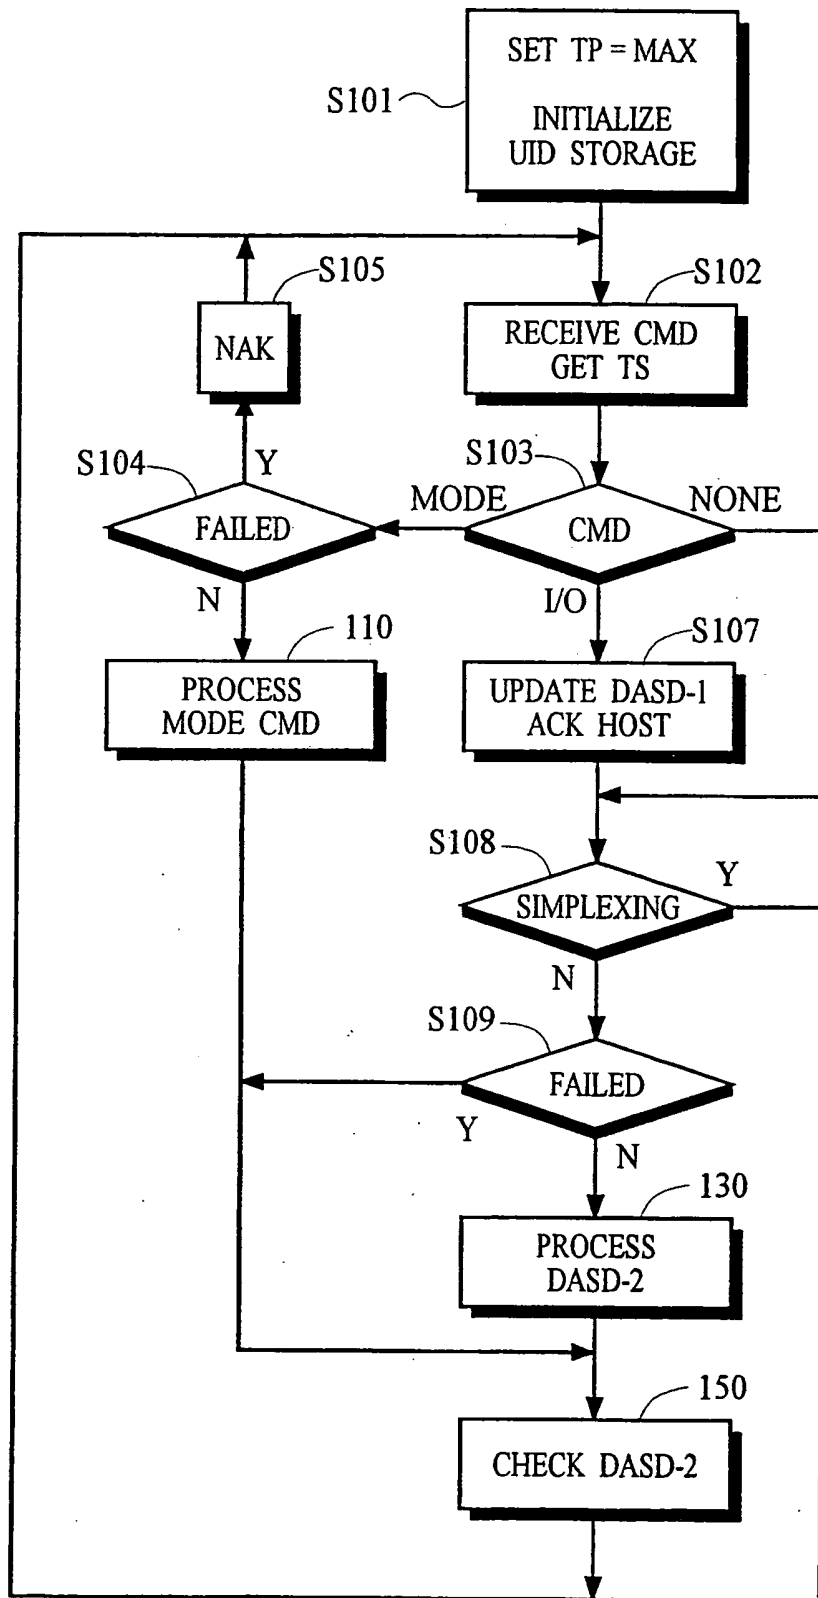 SET TP = MAX
INITIALIZE
UID STORAGE
S101
S105
S102
NAK
RECEIVE CMD
GET TS
S104
Y
S103
MODE
NONE
FAILED
CMD
N
I/O
110
S107
PROCESS
MODE CMD
UPDATE DASD-1
ACK HOST
S108
Y
SIMPLEXING
N
S109
FAILED
Y
N
130
PROCESS
DASD-2
150
CHECK DASD-2